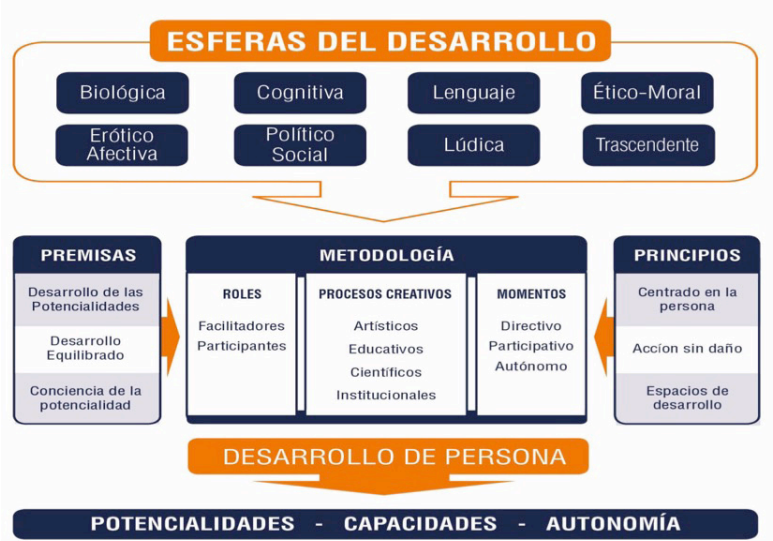 ESFERAS DEL DESARROLLO
Biológica
Cognitiva
Lenguaje
Ético-Moral
Erótico
Afectiva
Político
Social
Lúdica
Trascendente
PREMISAS
Desarrollo de las
Potencialidades
Desarrollo
Equilibrado
Conciencia de la
potencialidad
METODOLOGÍA
ROLES
Facilitadores
Participantes
PROCESOS CREATIVOS
Artísticos
Educativos
Científicos
Institucionales
MOMENTOS
Directivo
Participativo
Autónomo
PRINCIPIOS
Centrado en la
persona
Accíon sin daño
Espacios de
desarrollo
DESARROLLO DE PERSONA
POTENCIALIDADES - CAPACIDADES - AUTONOMÍA